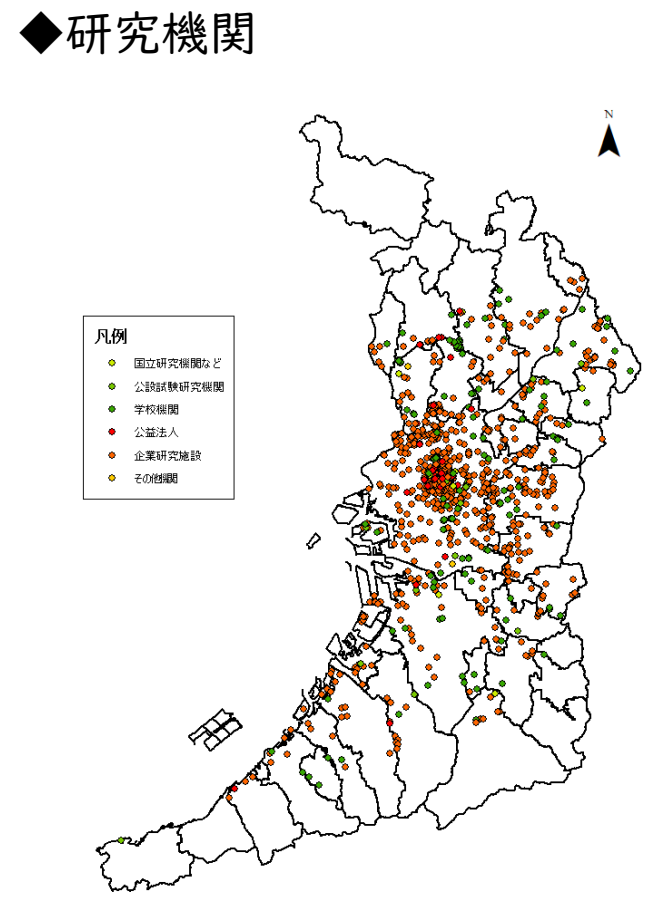 ◆研究機関
N
凡例
国立研究機関など
公設試験研究機関
学校機関
公益法人
企業研究施設
その他機関